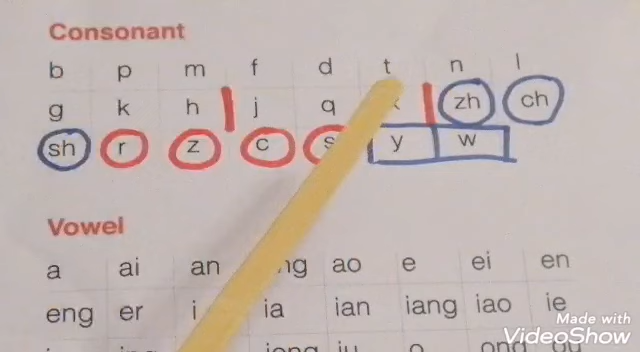 Consonant
b p m f d t n l
g k h j q zh ch
sh r z c s y w
Vowel
a ai an ao e ei en
eng er ia ian iang iao ie
Made with
VideoShow